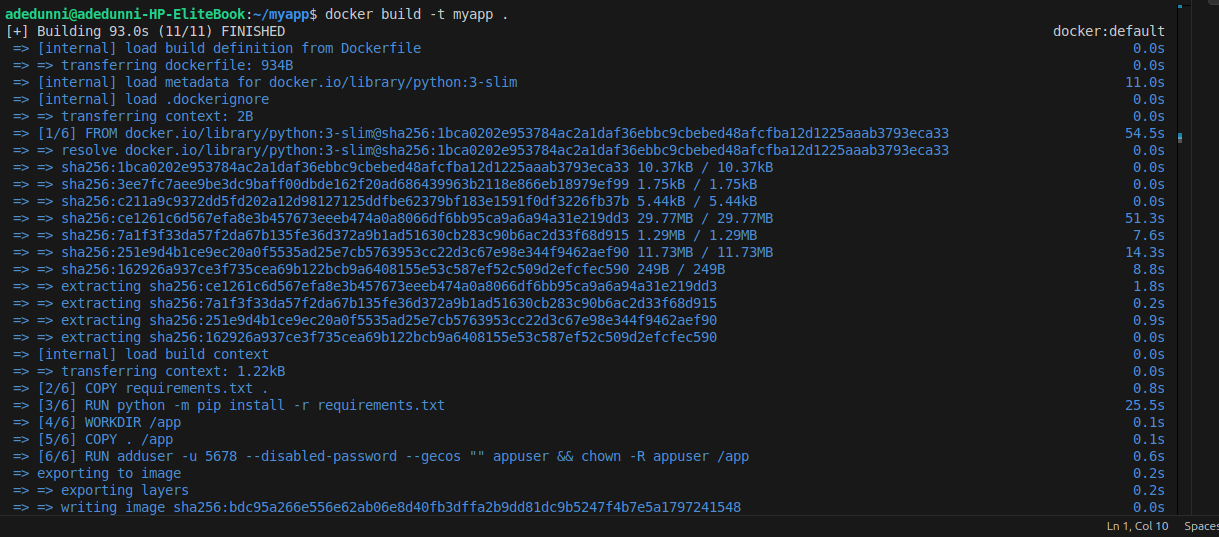 adedunni@adedunni-HP-EliteBook:~/myapp$ docker build -t myapp .
[+] Building 93.0s (11/11) FINISHED docker:default
=> [internal] load build definition from Dockerfile 0.0s
=> => transferring dockerfile: 934B 0.0s
=> [internal] load metadata for docker.io/library/python:3-slim 11.0s
=> [internal] load .dockerignore 0.0s
=> => transferring context: 2B 0.0s
=> [1/6] FROM docker.io/library/python:3-slim@sha256:1bca0202e953784ac2a1daf36ebbc9cbebed48afcfba12d1225aaab3793eca33 54.5s
=> => resolve docker.io/library/python:3-slim@sha256:1bca0202e953784ac2a1daf36ebbc9cbebed48afcfba12d1225aaab3793eca33 0.0s
=> => sha256:1bca0202e953784ac2a1daf36ebbc9cbebed48afcfba12d1225aaab3793eca33 10.37kB / 10.37kB 0.0s
=> => sha256:3ee7fc7aee9be3dc9baff00dbde162f20ad686439963b2118e866eb18979ef99 1.75kB / 1.75kB 0.0s
=> => sha256:c211a9c9372dd5fd202a12d98127125ddfbe62379bf183e1591f0df3226fb37b 5.44kB / 5.44kB 0.0s
=> => sha256:ce1261c6d567efa8e3b457673eeeb474a0a8066df6bb95ca9a6a94a31e219dd3 29.77MB / 29.77MB 51.3s
=> => sha256:7a1f3f33da57f2da67b135fe36d372a9b1ad51630cb283c90b6ac2d33f68d915 1.29MB / 1.29MB 7.6s
=> => sha256:251e9d4b1ce9ec20a0f5535ad25e7cb5763953cc22d3c67e98e344f9462aef90 11.73MB / 11.73MB 14.3s
=> => sha256:162926a937ce3f735cea69b122bcb9a6408155e53c587ef52c509d2efcfec590 249B / 249B 8.8s
=> => extracting sha256:ce1261c6d567efa8e3b457673eeeb474a0a8066df6bb95ca9a6a94a31e219dd3 1.8s
=> => extracting sha256:7a1f3f33da57f2da67b135fe36d372a9b1ad51630cb283c90b6ac2d33f68d915 0.2s
=> => extracting sha256:251e9d4b1ce9ec20a0f5535ad25e7cb5763953cc22d3c67e98e344f9462aef90 0.9s
=> => extracting sha256:162926a937ce3f735cea69b122bcb9a6408155e53c587ef52c509d2efcfec590 0.0s
=> [internal] load build context 0.0s
=> => transferring context: 1.22kB 0.0s
=> [2/6] COPY requirements.txt . 0.8s
=> [3/6] RUN python -m pip install -r requirements.txt 25.5s
=> [4/6] WORKDIR /app 0.1s
=> [5/6] COPY . /app 0.1s
=> [6/6] RUN adduser -u 5678 --disabled-password --gecos "" appuser && chown -R appuser /app 0.6s
=> exporting to image 0.2s
=> => exporting layers 0.2s
=> => writing image sha256:bdc95a266e556e62ab06e8d40fb3dffa2b9dd81dc9b5247f4b7e5a1797241548 0.0s
Ln 1, Col 10 Spaces